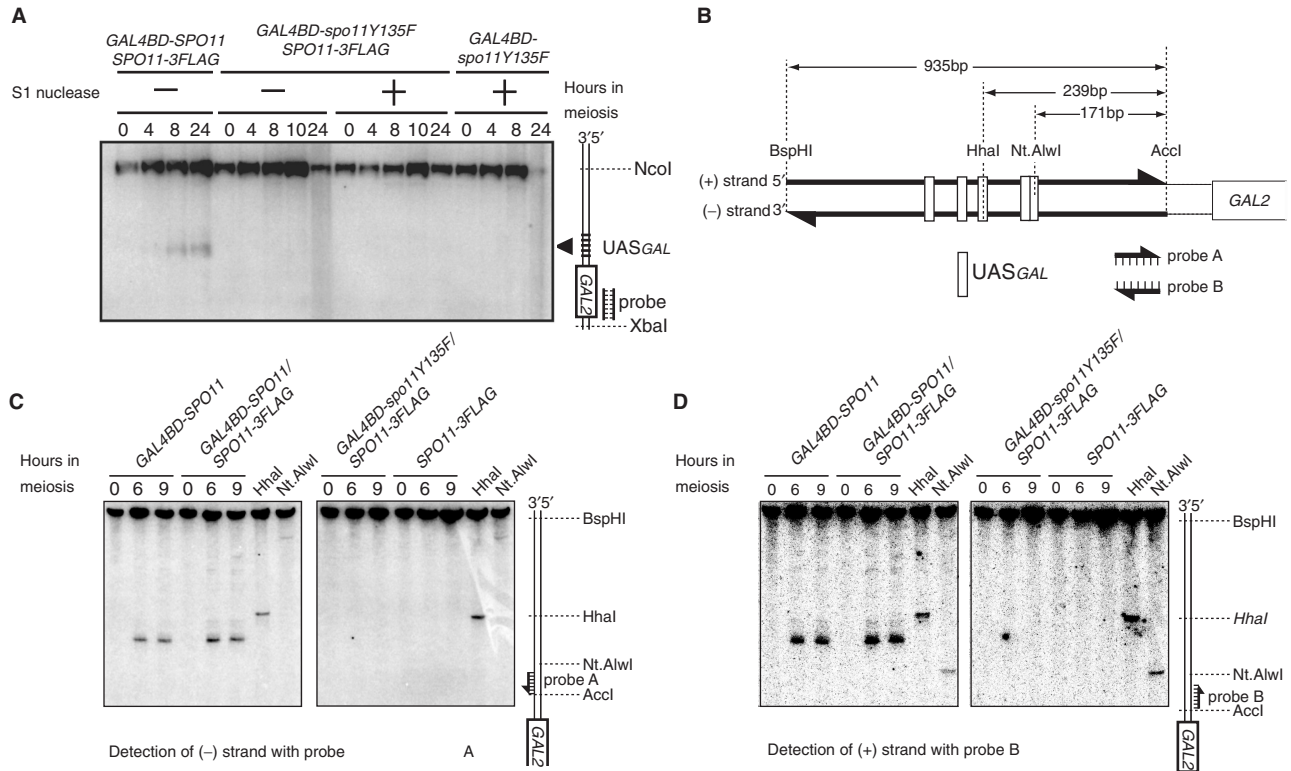 A
GAL4BD-SPO11
SPO11-3FLAG
GAL4BD-spo11Y135F
SPO11-3FLAG
GAL4BD-
spo11Y135F
S1 nuclease
−
−
+
+
Hours in
meiosis
0 4 8 24 0 4 8 10 24 0 4 8 10 24 0 4 8 24
3′5′
NcoI
UASGAL
GAL2
probe
XbaI
B
935bp
239bp
171bp
BspHI
HhaI
Nt.AlwI
AccI
(+) strand 5′
(−) strand 3′
GAL2
UASGAL
probe A
probe B
C
GAL4BD-SPO11
GAL4BD-SPO11/
SPO11-3FLAG
GAL4BD-spo11Y135F/
SPO11-3FLAG
SPO11-3FLAG
Hours in
meiosis
0 6 9 0 6 9 HhaI Nt.AlwI
0 6 9 0 6 9 HhaI Nt.AlwI
3′5′
BspHI
HhaI
Nt.AlwI
probe A
AccI
GAL2
Detection of (−) strand with probe A
D
GAL4BD-SPO11
GAL4BD-SPO11/
SPO11-3FLAG
GAL4BD-spo11Y135F/
SPO11-3FLAG
SPO11-3FLAG
Hours in
meiosis
0 6 9 0 6 9 HhaI Nt.AlwI
0 6 9 0 6 9 HhaI Nt.AlwI
3′5′
BspHI
HhaI
Nt.AlwI
probe B
AccI
GAL2
Detection of (+) strand with probe B